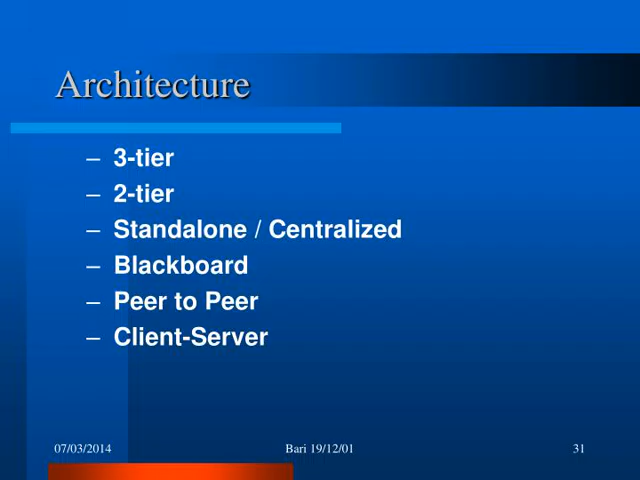 Architecture
– 3-tier
– 2-tier
– Standalone / Centralized
– Blackboard
– Peer to Peer
– Client-Server
07/03/2014 Bari 19/12/01 31